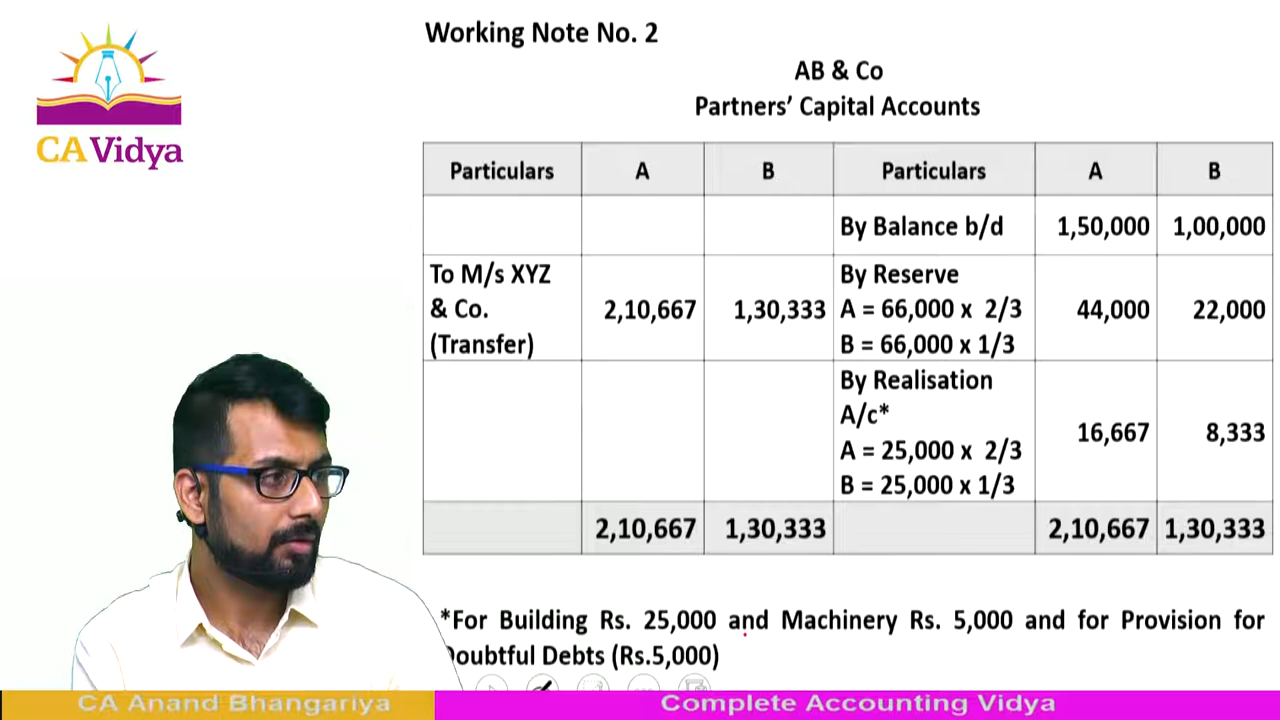 Working Note No. 2
CA Vidya
AB & Co
Partners’ Capital Accounts
Particulars A B Particulars A B
By Balance b/d 1,50,000 1,00,000
To M/s XYZ
& Co.
(Transfer)
2,10,667 1,30,333
By Reserve
A = 66,000 x 2/3
B = 66,000 x 1/3
44,000 22,000
By Realisation
A/c*
A = 25,000 x 2/3
B = 25,000 x 1/3
16,667 8,333
2,10,667 1,30,333 2,10,667 1,30,333
*For Building Rs. 25,000 and Machinery Rs. 5,000 and for Provision for
Doubtful Debts (Rs.5,000)
CA Anand Bhangariya
Complete Accounting Vidya